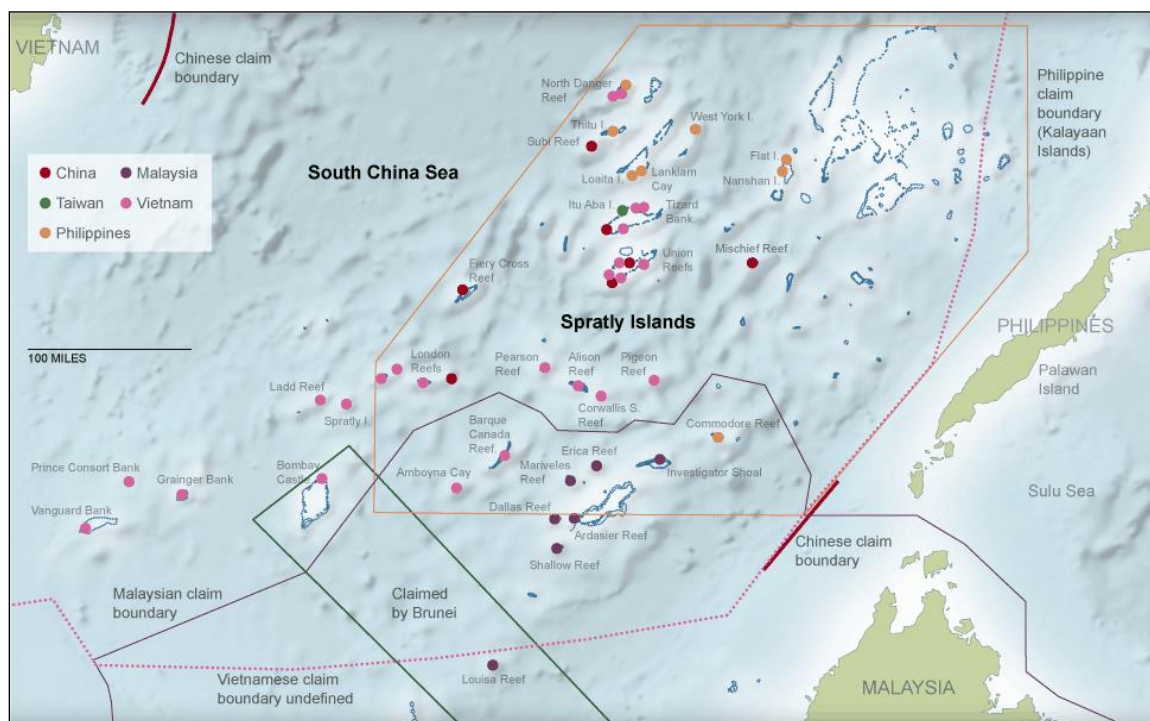 VIETNAM
Chinese claim
boundary
China
Malaysia
Taiwan
Vietnam
Philippines
South China Sea
North Danger
Reef
Thitu I.
Subi Reef
West York I.
Flat I.
Nanshan I.
Loaita I.
Lanklam
Cay
Itu Aba I.
Tizard
Bank
Union
Reefs
Mischief Reef
Fiery Cross
Reef
Philippine
claim
boundary
(Kalayaan
Islands)
Spratly Islands
100 MILES
PHILIPPINES
Palawan
Island
London
Reefs
Pearson
Reef
Alison
Reef
Pigeon
Reef
Ladd Reef
Spratly I.
Corwallis S.
Reef
Barque
Canada
Reef.
Commodore Reef
Erica Reef
Investigator Shoal
Mariveles
Reef
Amboyna Cay
Prince Consort Bank
Grainger Bank
Bombay
Castle
Vanguard Bank
Dallas Reef
Ardasier Reef
Shallow Reef
Sulu Sea
Chinese claim
boundary
Malaysian claim
boundary
Claimed
by Brunei
Vietnamese claim
boundary undefined
Louisa Reef
MALAYSIA